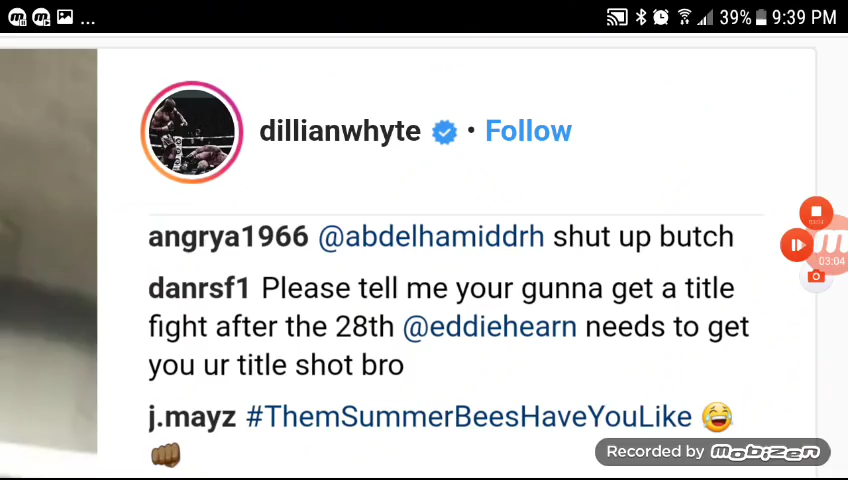 ... 39% 9:39 PM
dillianwhyte • Follow
angrya1966 @abdelhamiddrh shut up butch
danrsf1 Please tell me your gunna get a title
fight after the 28th @eddiehearn needs to get
you ur title shot bro
j.mayz #ThemSummerBeesHaveYouLike 😂
👊🏾
03:04
Recorded by mobizen